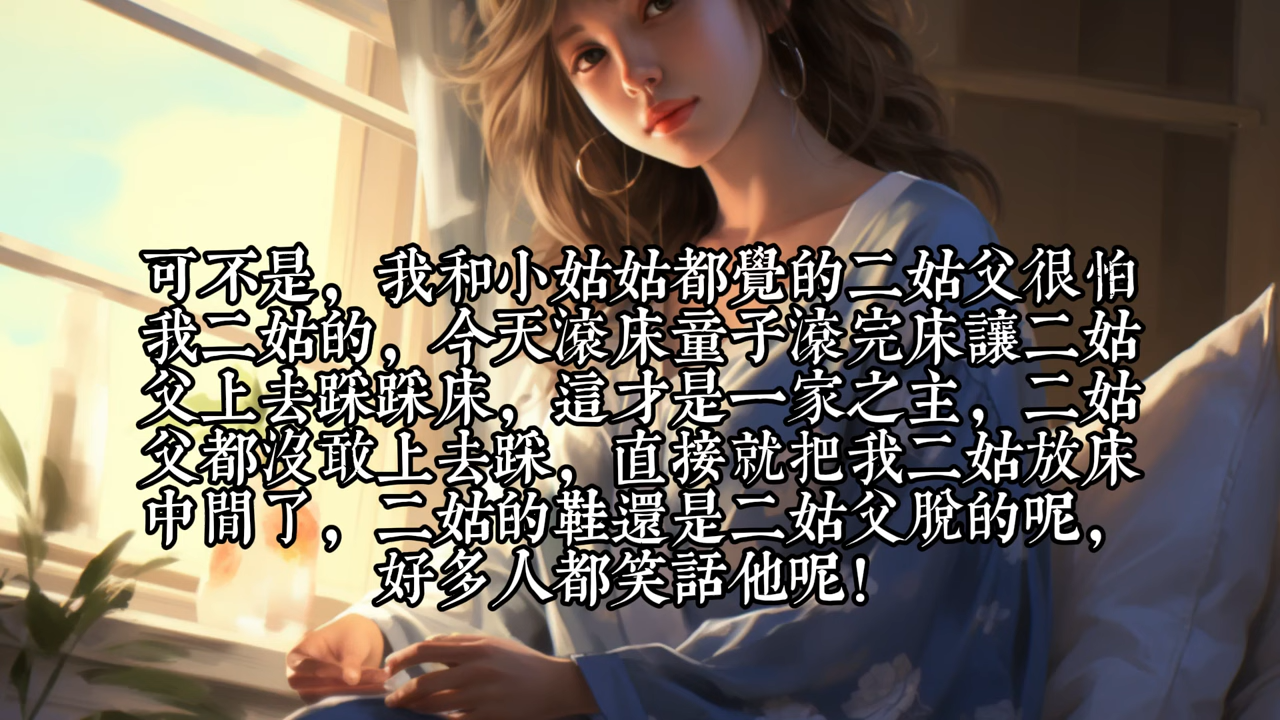 可不是，我和小姑姑都覺的二姑父很怕
我二姑的，今天滾床童子滾完床讓二姑
父上去踩踩床，這才是一家之主，二姑
父都沒敢上去踩，直接就把我二姑放床
中間了，二姑的鞋還是二姑父脫的呢，
好多人都笑話他呢！